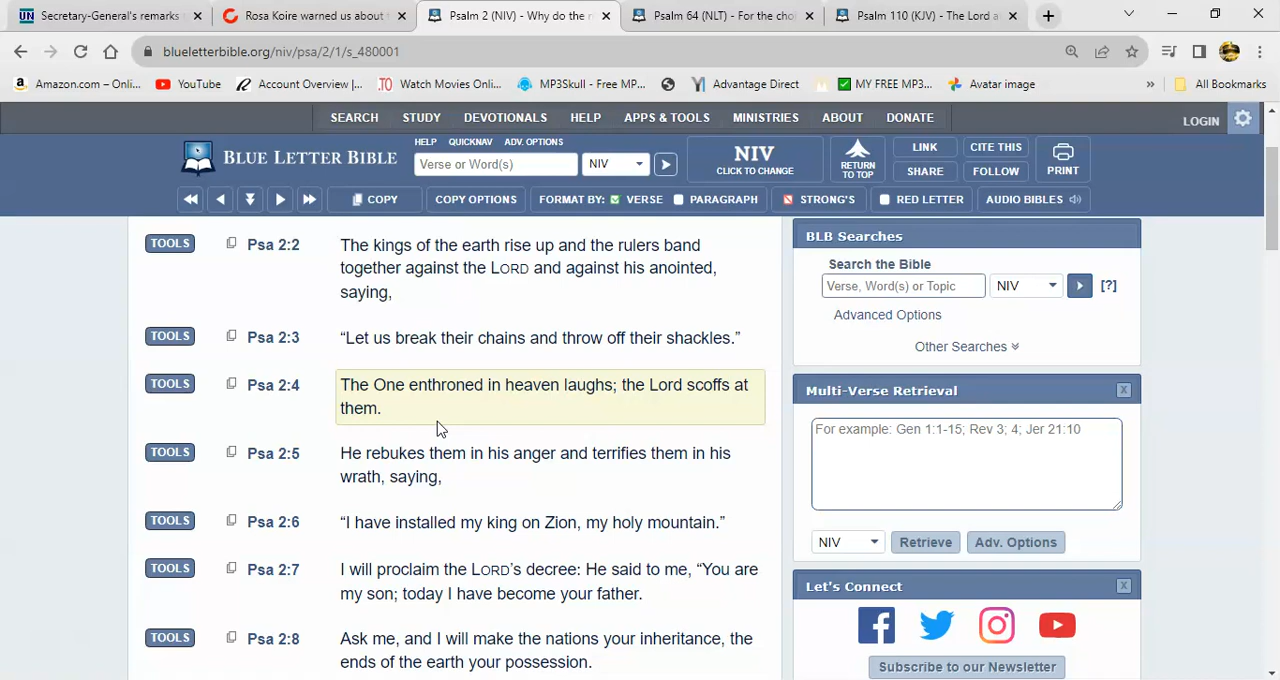 Secretary-General's remarks
Rosa Koire warned us about
Psalm 2 (NIV) - Why do the n
Psalm 64 (NLT) - For the choi
Psalm 110 (KJV) - The Lord a
blueletterbible.org/niv/psa/2/1/s_480001
Amazon.com – Onli...
YouTube
Account Overview |...
Watch Movies Onlin...
MP3Skull - Free MP...
Advantage Direct
MY FREE MP3...
Avatar image
»
All Bookmarks
SEARCH
STUDY
DEVOTIONALS
HELP
APPS & TOOLS
MINISTRIES
ABOUT
DONATE
LOGIN
BLUE LETTER BIBLE
HELP QUICKNAV ADV. OPTIONS
Verse or Word(s)
NIV
NIV
CLICK TO CHANGE
RETURN
TO TOP
LINK
CITE THIS
SHARE
FOLLOW
PRINT
COPY
COPY OPTIONS
FORMAT BY: VERSE PARAGRAPH
STRONG'S
RED LETTER
AUDIO BIBLES
TOOLS Psa 2:2 The kings of the earth rise up and the rulers band
together against the LORD and against his anointed,
saying,
TOOLS Psa 2:3 “Let us break their chains and throw off their shackles.”
TOOLS Psa 2:4 The One enthroned in heaven laughs; the Lord scoffs at
them.
TOOLS Psa 2:5 He rebukes them in his anger and terrifies them in his
wrath, saying,
TOOLS Psa 2:6 “I have installed my king on Zion, my holy mountain.”
TOOLS Psa 2:7 I will proclaim the LORD’s decree: He said to me, “You are
my son; today I have become your father.
TOOLS Psa 2:8 Ask me, and I will make the nations your inheritance, the
ends of the earth your possession.
BLB Searches
Search the Bible
Verse, Word(s) or Topic
NIV
[?]
Advanced Options
Other Searches
Multi-Verse Retrieval
X
For example: Gen 1:1-15; Rev 3; 4; Jer 21:10
NIV
Retrieve
Adv. Options
Let's Connect
X
Subscribe to our Newsletter